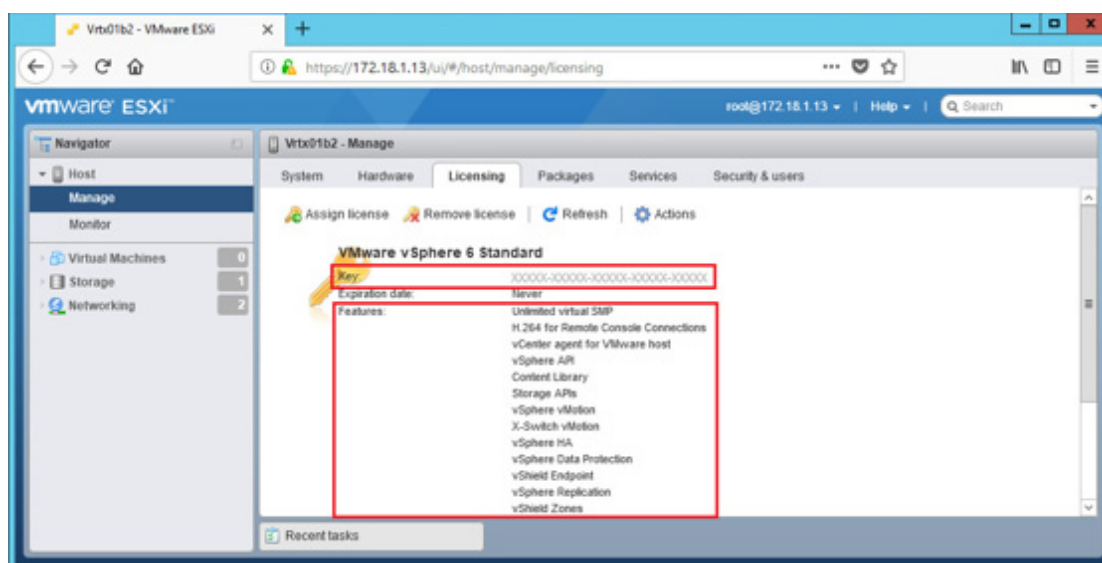 Vrtx01b2 - VMware ESXi
https://172.18.1.13/ui/#/host/manage/licensing
vmware ESXi™
root@172.18.1.13 | Help | Search
Navigator
Vrtx01b2 - Manage
Host
Manage
Monitor
Virtual Machines 0
Storage 1
Networking 2
System Hardware Licensing Packages Services Security & users
Assign license Remove license | Refresh | Actions
VMware vSphere 6 Standard
Key: XXXXX-XXXXX-XXXXX-XXXXX-XXXXX
Expiration date: Never
Features: Unlimited virtual SMP
H.264 for Remote Console Connections
vCenter agent for VMware host
vSphere API
Content Library
Storage APIs
vSphere vMotion
X-Switch vMotion
vSphere HA
vSphere Data Protection
vShield Endpoint
vSphere Replication
vShield Zones
Recent tasks